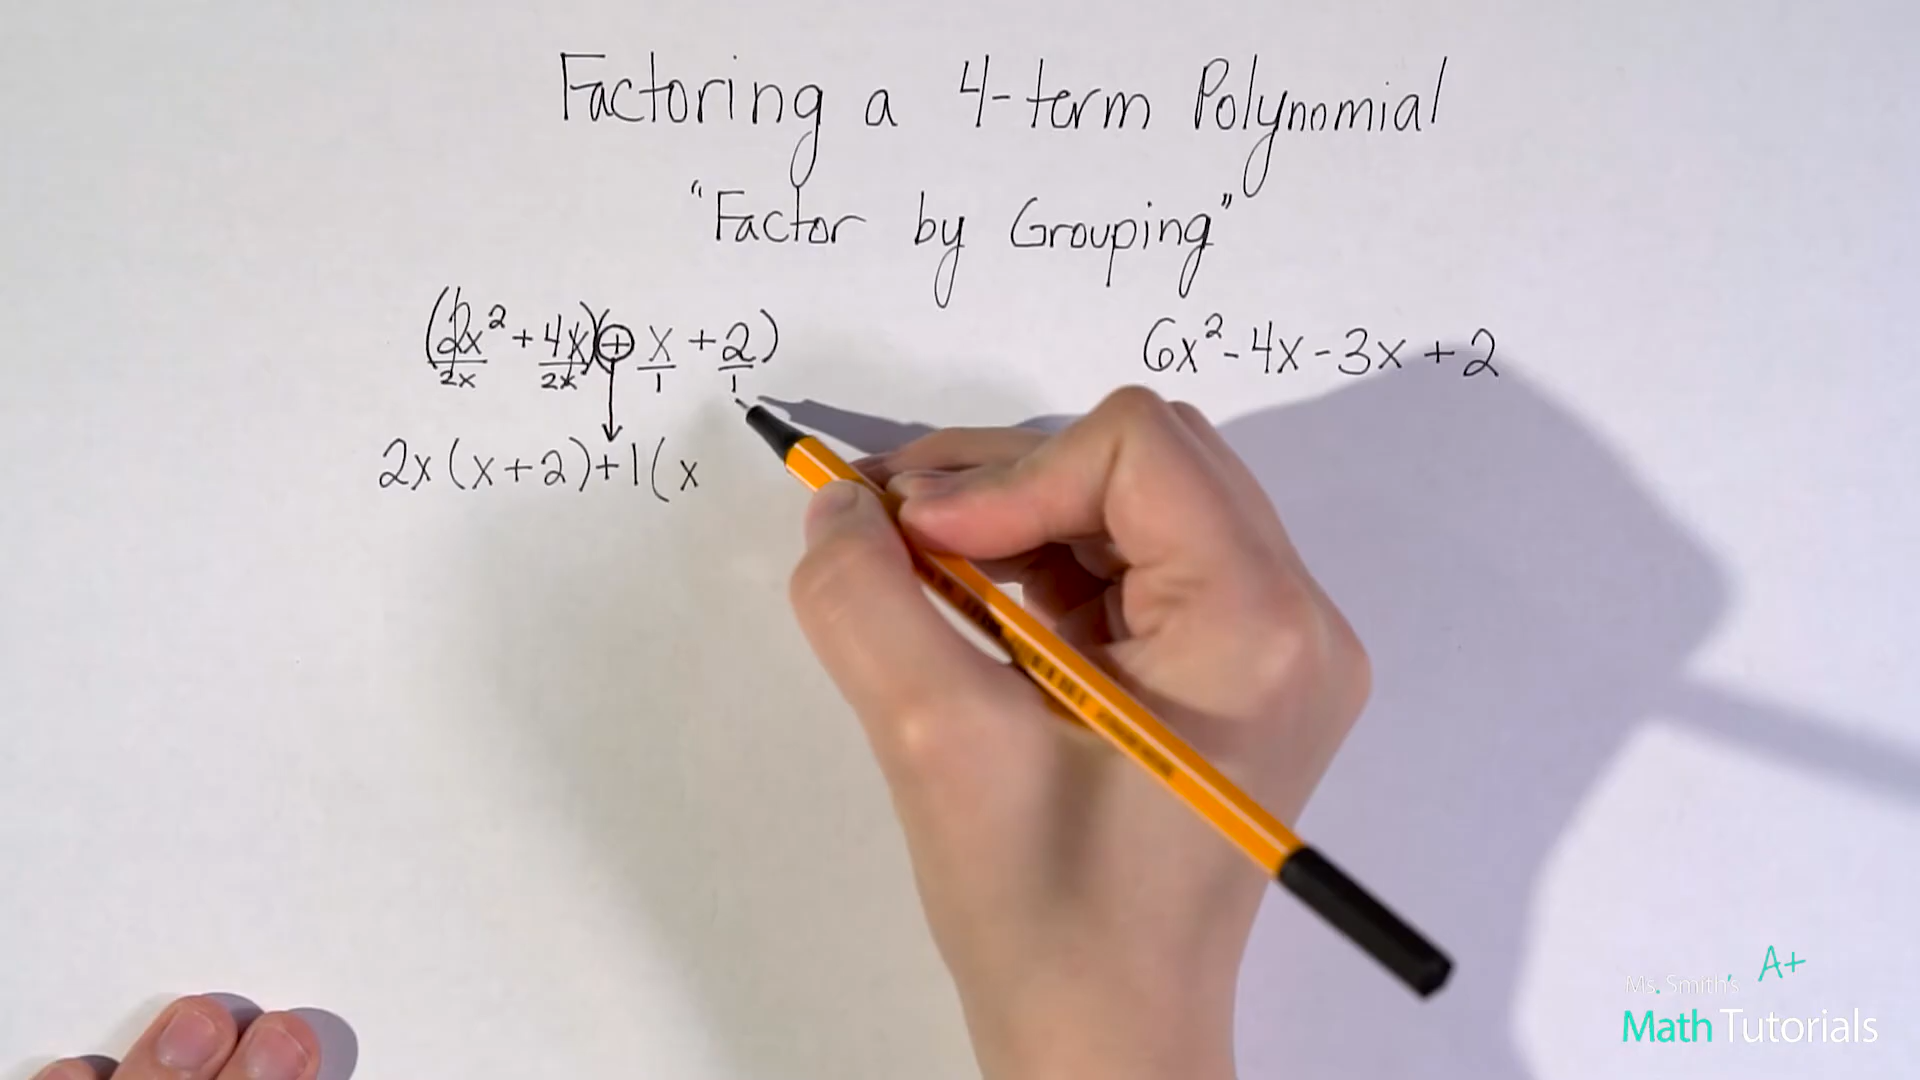 Factoring a 4-term Polynomial
"Factor by Grouping"
(2x² + 4x)(+ x + 2)
2x 2x 1 1
6x² - 4x - 3x + 2
2x (x+2) + 1 (x
Ms. Smith's A+
Math Tutorials